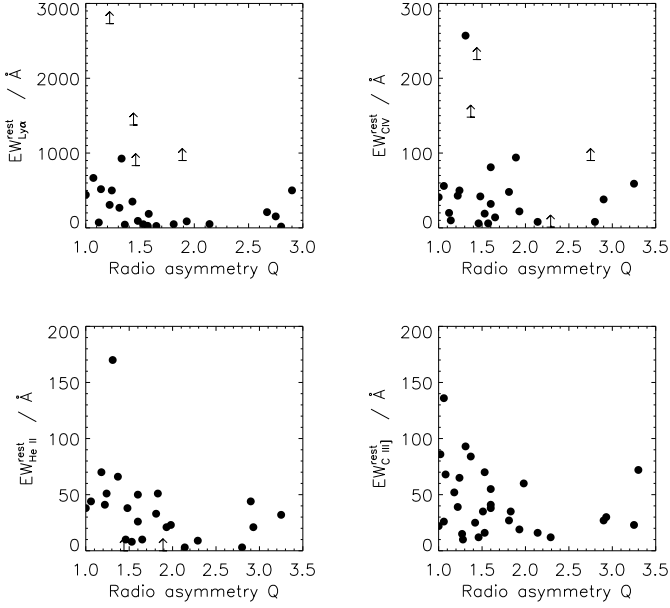 3000
2000
1000
0
EW^rest_Lyα / Å
1.0 1.5 2.0 2.5 3.0 3.5
Radio asymmetry Q
300
200
100
0
EW^rest_CIV / Å
1.0 1.5 2.0 2.5 3.0 3.5
Radio asymmetry Q
200
150
100
50
0
EW^rest_He II / Å
1.0 1.5 2.0 2.5 3.0 3.5
Radio asymmetry Q
200
150
100
50
0
EW^rest_C III] / Å
1.0 1.5 2.0 2.5 3.0 3.5
Radio asymmetry Q